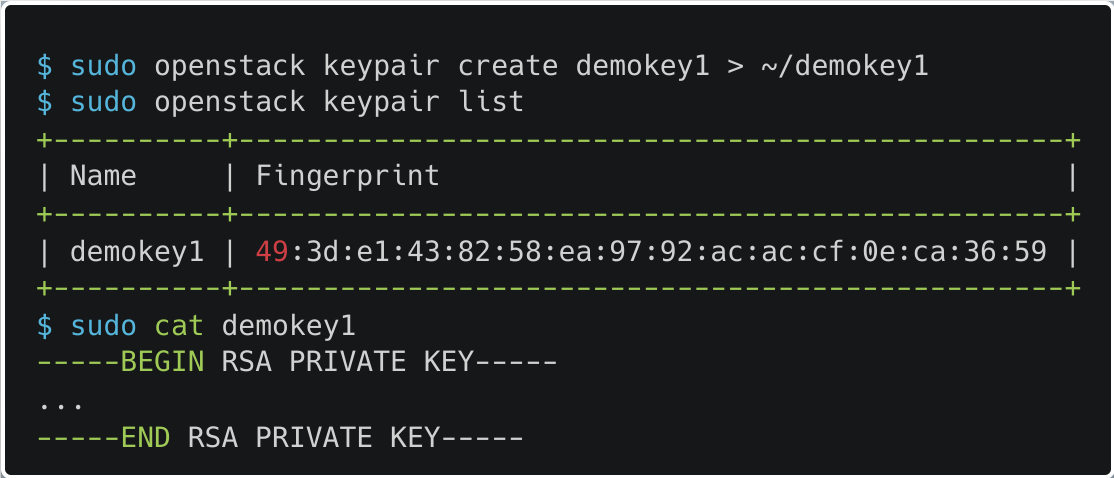 $ sudo openstack keypair create demokey1 > ~/demokey1
$ sudo openstack keypair list
+----------+-------------------------------------------------+
| Name     | Fingerprint                                     |
+----------+-------------------------------------------------+
| demokey1 | 49:3d:e1:43:82:58:ea:97:92:ac:ac:cf:0e:ca:36:59 |
+----------+-------------------------------------------------+
$ sudo cat demokey1
-----BEGIN RSA PRIVATE KEY-----
...
-----END RSA PRIVATE KEY-----